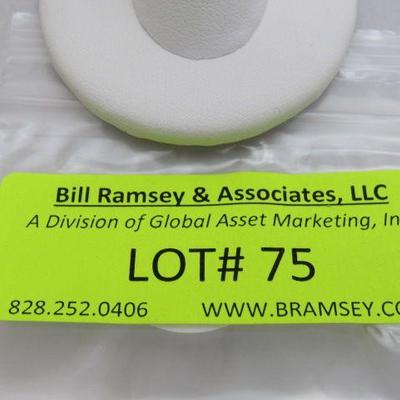 Bill Ramsey & Associates, LLC
A Division of Global Asset Marketing, In
LOT# 75
828.252.0406 WWW.BRAMSEY.CO